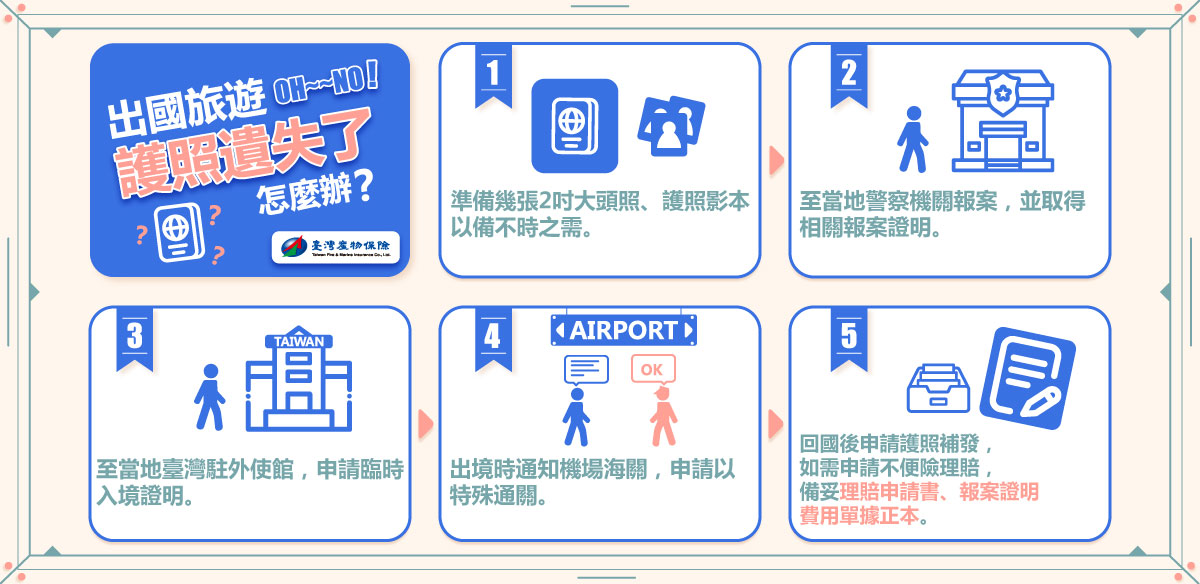 出國旅遊 OH~~NO!
護照遺失了
怎麼辦?
? ? ?
臺灣產物保險
Taiwan Fire & Marine Insurance Co., Ltd.
1
準備幾張2吋大頭照、護照影本
以備不時之需。
2
至當地警察機關報案，並取得
相關報案證明。
3
TAIWAN
至當地臺灣駐外使館，申請臨時
入境證明。
4
AIRPORT
OK
出境時通知機場海關，申請以
特殊通關。
5
回國後申請護照補發，
如需申請不便險理賠，
備妥理賠申請書、報案證明
費用單據正本。